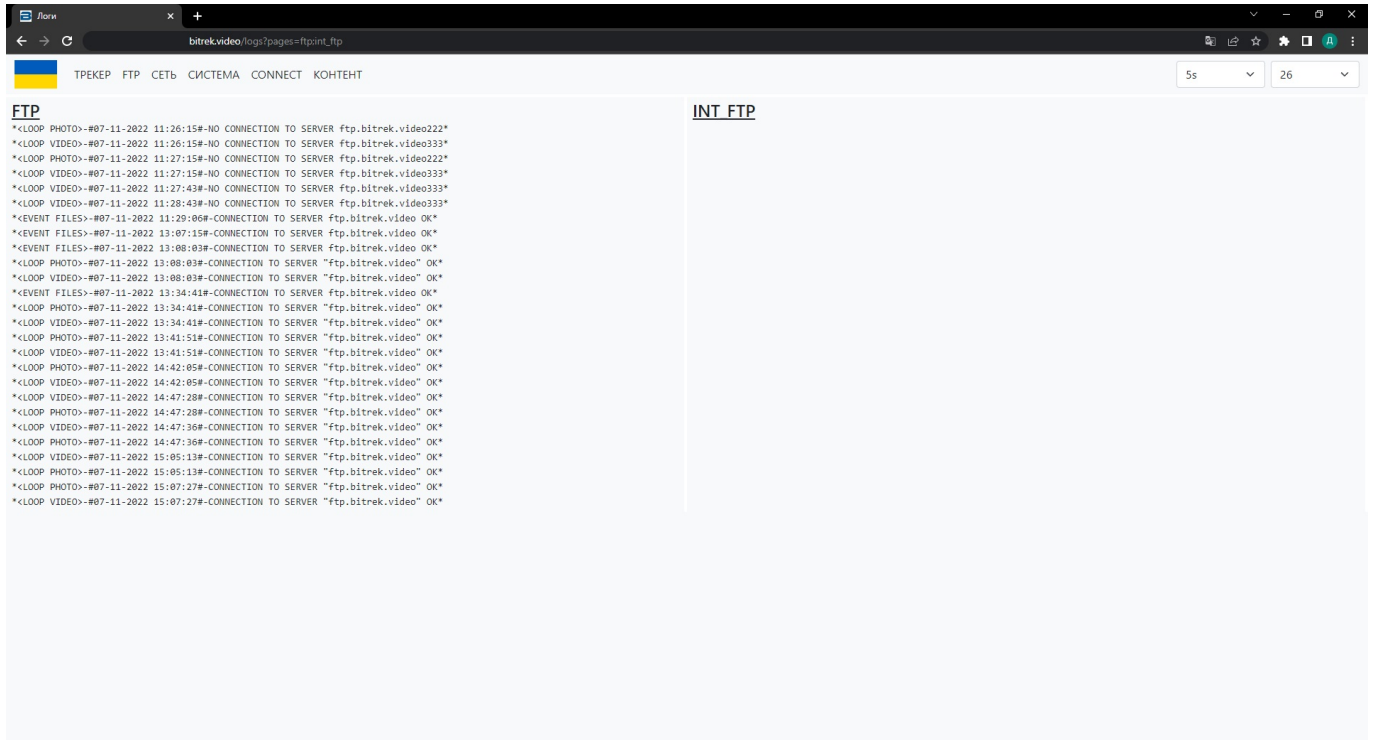 Логи
bitrek.video/logs?pages=ftp;int_ftp
Д
ТРЕКЕР FTP СЕТЬ СИСТЕМА CONNECT КОНТЕНТ
5s
26
FTP
*<LOOP PHOTO>-#07-11-2022 11:26:15#-NO CONNECTION TO SERVER ftp.bitrek.video222*
*<LOOP VIDEO>-#07-11-2022 11:26:15#-NO CONNECTION TO SERVER ftp.bitrek.video333*
*<LOOP PHOTO>-#07-11-2022 11:27:15#-NO CONNECTION TO SERVER ftp.bitrek.video222*
*<LOOP VIDEO>-#07-11-2022 11:27:15#-NO CONNECTION TO SERVER ftp.bitrek.video333*
*<LOOP VIDEO>-#07-11-2022 11:27:43#-NO CONNECTION TO SERVER ftp.bitrek.video333*
*<LOOP VIDEO>-#07-11-2022 11:28:43#-NO CONNECTION TO SERVER ftp.bitrek.video333*
*<EVENT FILES>-#07-11-2022 11:29:06#-CONNECTION TO SERVER ftp.bitrek.video OK*
*<EVENT FILES>-#07-11-2022 13:07:15#-CONNECTION TO SERVER ftp.bitrek.video OK*
*<EVENT FILES>-#07-11-2022 13:08:03#-CONNECTION TO SERVER ftp.bitrek.video OK*
*<LOOP PHOTO>-#07-11-2022 13:08:03#-CONNECTION TO SERVER "ftp.bitrek.video" OK*
*<LOOP VIDEO>-#07-11-2022 13:08:03#-CONNECTION TO SERVER "ftp.bitrek.video" OK*
*<EVENT FILES>-#07-11-2022 13:34:41#-CONNECTION TO SERVER ftp.bitrek.video OK*
*<LOOP PHOTO>-#07-11-2022 13:34:41#-CONNECTION TO SERVER "ftp.bitrek.video" OK*
*<LOOP VIDEO>-#07-11-2022 13:34:41#-CONNECTION TO SERVER "ftp.bitrek.video" OK*
*<LOOP PHOTO>-#07-11-2022 13:41:51#-CONNECTION TO SERVER "ftp.bitrek.video" OK*
*<LOOP VIDEO>-#07-11-2022 13:41:51#-CONNECTION TO SERVER "ftp.bitrek.video" OK*
*<LOOP PHOTO>-#07-11-2022 14:42:05#-CONNECTION TO SERVER "ftp.bitrek.video" OK*
*<LOOP VIDEO>-#07-11-2022 14:42:05#-CONNECTION TO SERVER "ftp.bitrek.video" OK*
*<LOOP VIDEO>-#07-11-2022 14:47:28#-CONNECTION TO SERVER "ftp.bitrek.video" OK*
*<LOOP PHOTO>-#07-11-2022 14:47:28#-CONNECTION TO SERVER "ftp.bitrek.video" OK*
*<LOOP VIDEO>-#07-11-2022 14:47:36#-CONNECTION TO SERVER "ftp.bitrek.video" OK*
*<LOOP PHOTO>-#07-11-2022 14:47:36#-CONNECTION TO SERVER "ftp.bitrek.video" OK*
*<LOOP VIDEO>-#07-11-2022 15:05:13#-CONNECTION TO SERVER "ftp.bitrek.video" OK*
*<LOOP PHOTO>-#07-11-2022 15:05:13#-CONNECTION TO SERVER "ftp.bitrek.video" OK*
*<LOOP PHOTO>-#07-11-2022 15:07:27#-CONNECTION TO SERVER "ftp.bitrek.video" OK*
*<LOOP VIDEO>-#07-11-2022 15:07:27#-CONNECTION TO SERVER "ftp.bitrek.video" OK*
INT_FTP